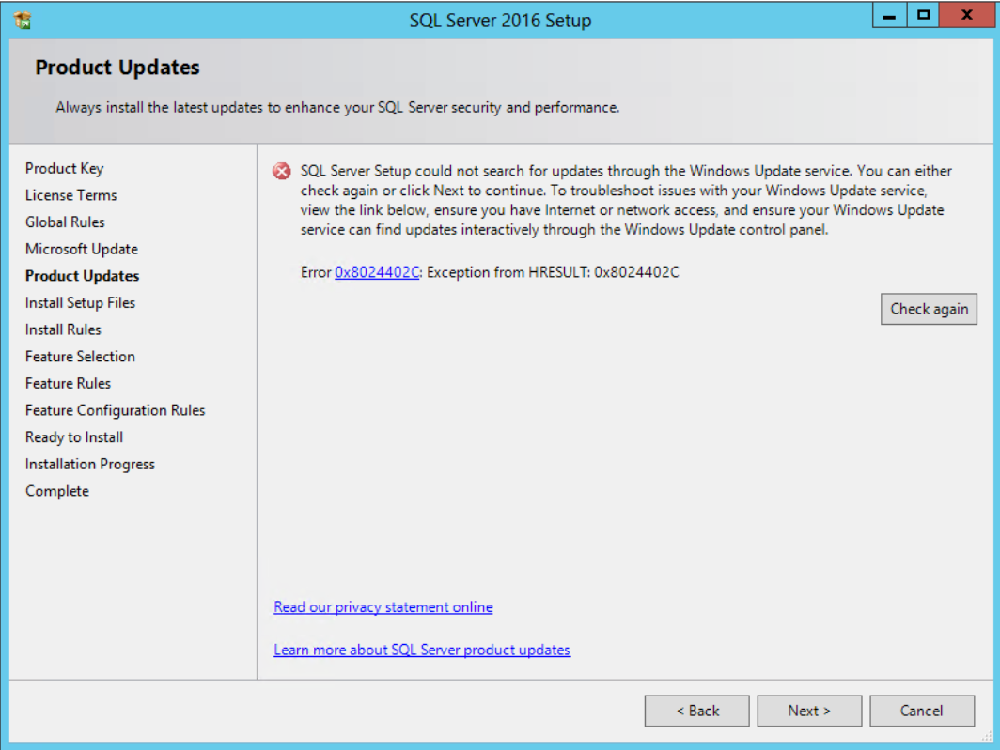 SQL Server 2016 Setup
Product Updates
Always install the latest updates to enhance your SQL Server security and performance.
Product Key
License Terms
Global Rules
Microsoft Update
Product Updates
Install Setup Files
Install Rules
Feature Selection
Feature Rules
Feature Configuration Rules
Ready to Install
Installation Progress
Complete
SQL Server Setup could not search for updates through the Windows Update service. You can either
check again or click Next to continue. To troubleshoot issues with your Windows Update service,
view the link below, ensure you have Internet or network access, and ensure your Windows Update
service can find updates interactively through the Windows Update control panel.
Error 0x8024402C: Exception from HRESULT: 0x8024402C
Check again
Read our privacy statement online
Learn more about SQL Server product updates
< Back
Next >
Cancel